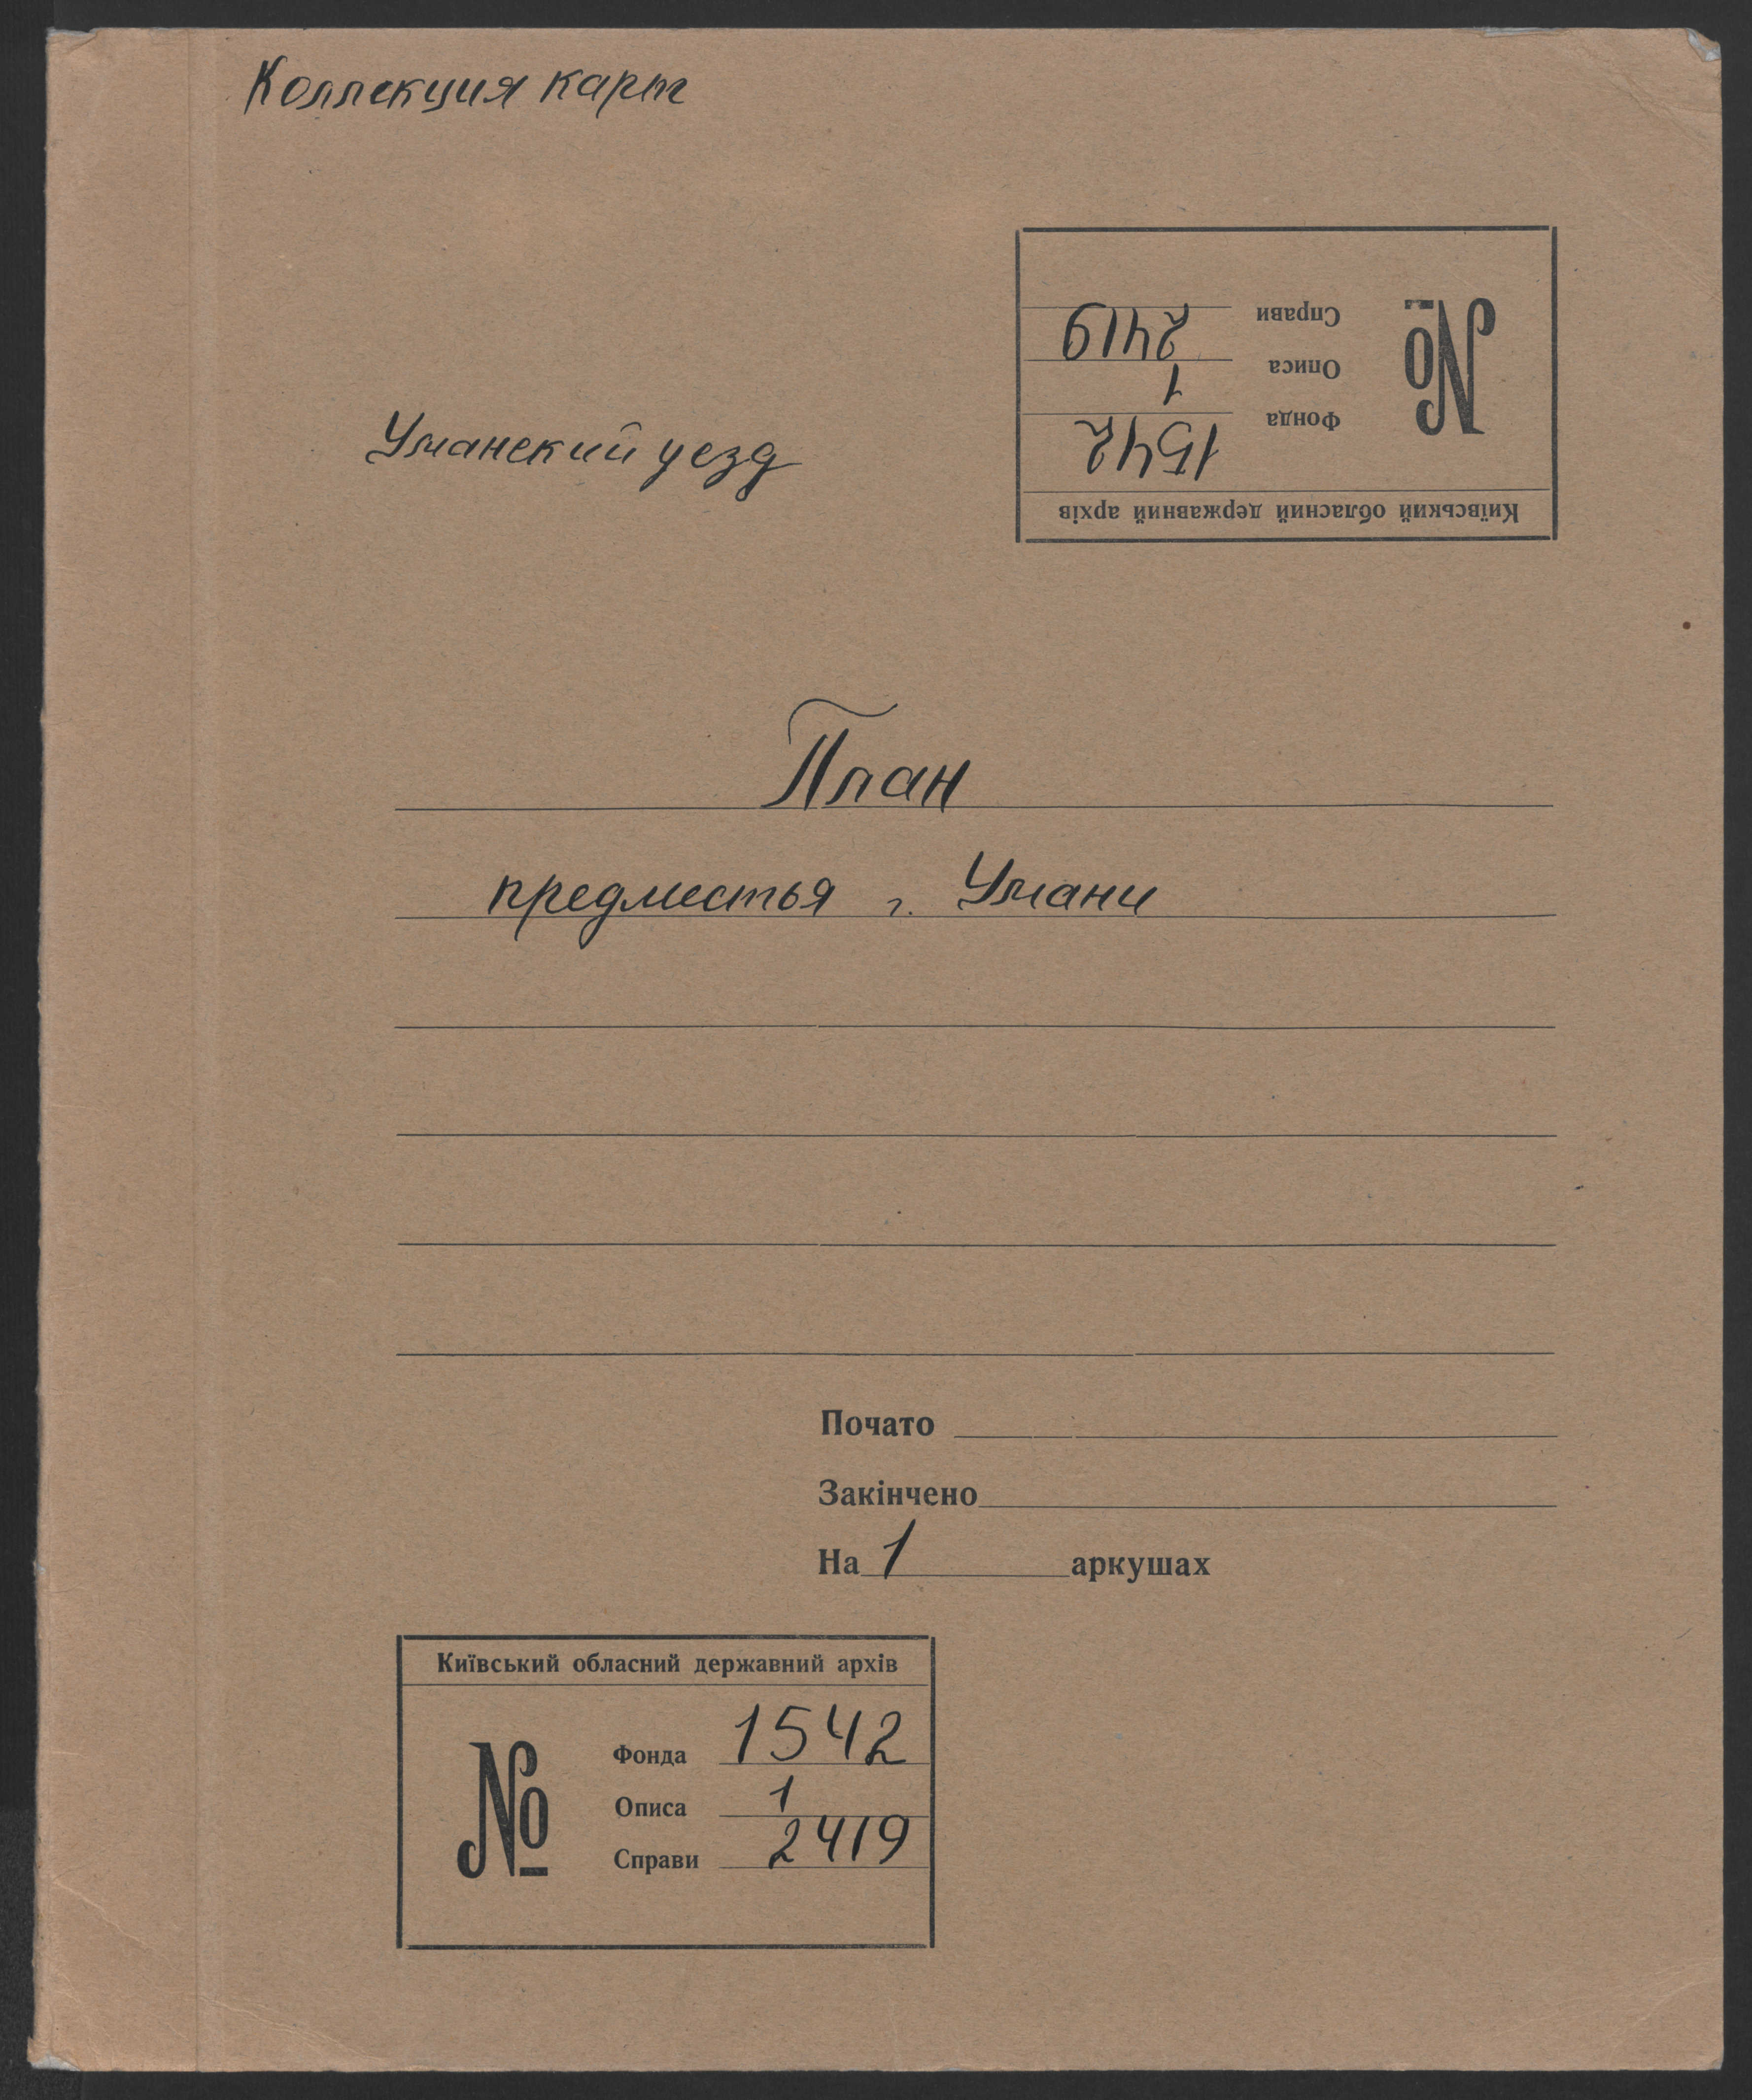 Коллекция карт
Уманский уезд
Київський обласний державний архів
№
Фонда 1542
Описа 1
Справи 2419
План
предместья г. Умани
Почато
Закінчено
На 1 аркушах
Київський обласний державний архів
№
Фонда 1542
Описа 1
Справи 2419